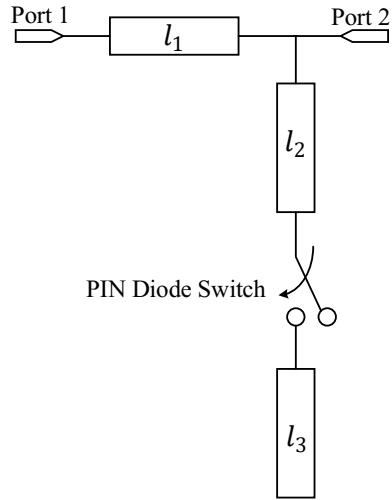 Port 1
Port 2
l₁
l₂
PIN Diode Switch
l₃